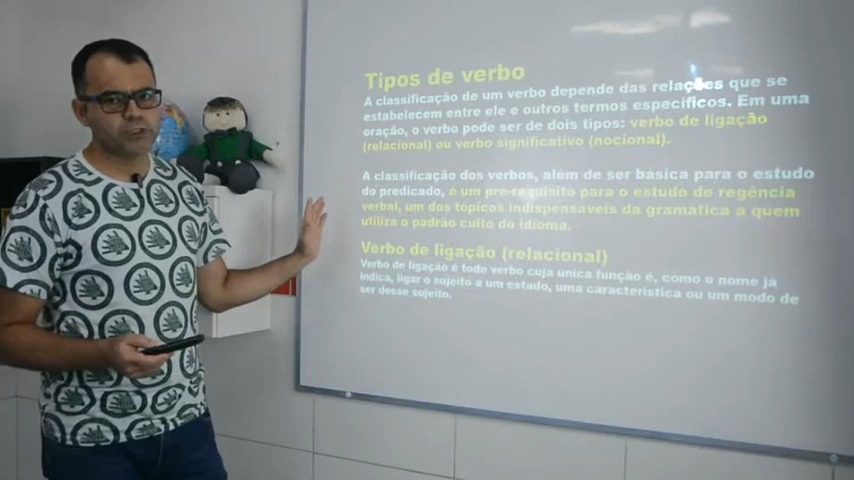 Tipos de verbo
A classificação de um verbo depende das relações que se
estabelecem entre ele e outros termos específicos. Em uma
oração, o verbo pode ser de dois tipos: verbo de ligação
(relacional) ou verbo significativo (nocional).
A classificação dos verbos, além de ser básica para o estudo
do predicado, é um pré-requisito para o estudo de regência
verbal, um dos tópicos indispensáveis da gramática a quem
utiliza o padrão culto do idioma.
Verbo de ligação (relacional)
Verbo de ligação é todo verbo cuja única função é, como o nome já
indica, ligar o sujeito a um estado, uma característica ou um modo de
ser desse sujeito.